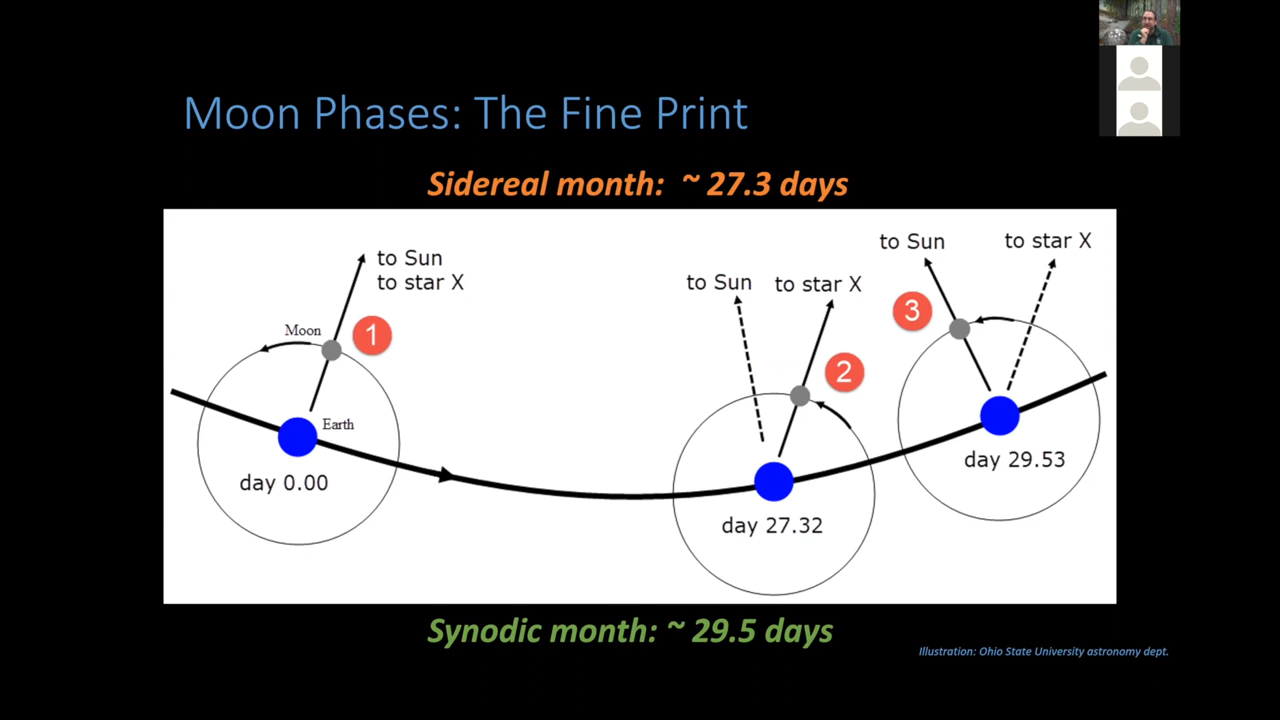 Moon Phases: The Fine Print
Sidereal month: ~ 27.3 days
to Sun
to star X
Moon
1
Earth
day 0.00
to Sun
to star X
2
day 27.32
to Sun
to star X
3
day 29.53
Synodic month: ~ 29.5 days
Illustration: Ohio State University astronomy dept.